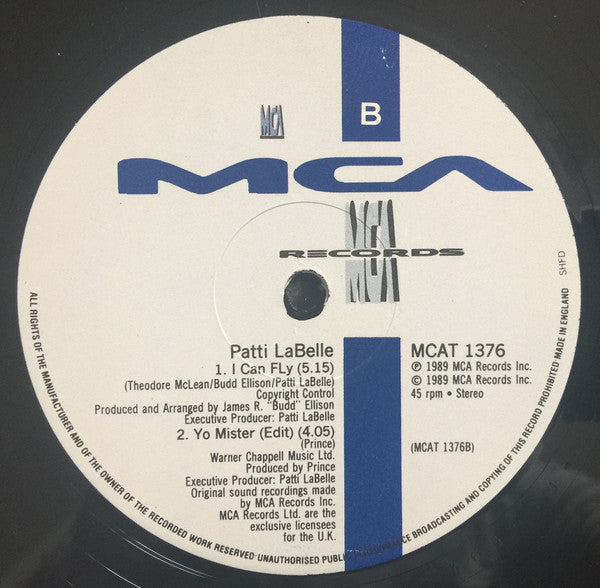 B
MCA
MCA
MCA
RECORDS
SHFD
Patti LaBelle
1. I Can FLy (5.15)
(Theodore McLean/Budd Ellison/Patti LaBelle)
Copyright Control
Produced and Arranged by James R. "Budd" Ellison
Executive Producer: Patti LaBelle
2. Yo Mister (Edit) (4.05)
(Prince)
Warner Chappell Music Ltd.
Produced by Prince
Executive Producer: Patti LaBelle
Original sound recordings made
by MCA Records Inc.
MCA Records Ltd. are the
exclusive licensees
for the U.K.
MCAT 1376
℗ 1989 MCA Records Inc.
© 1989 MCA Records Inc.
45 rpm • Stereo
(MCAT 1376B)
ALL RIGHTS OF THE MANUFACTURER AND OF THE OWNER OF THE RECORDED WORK RESERVED·UNAUTHORISED PUBLIC PERFORMANCE BROADCASTING AND COPYING OF THIS RECORD PROHIBITED·MADE IN ENGLAND